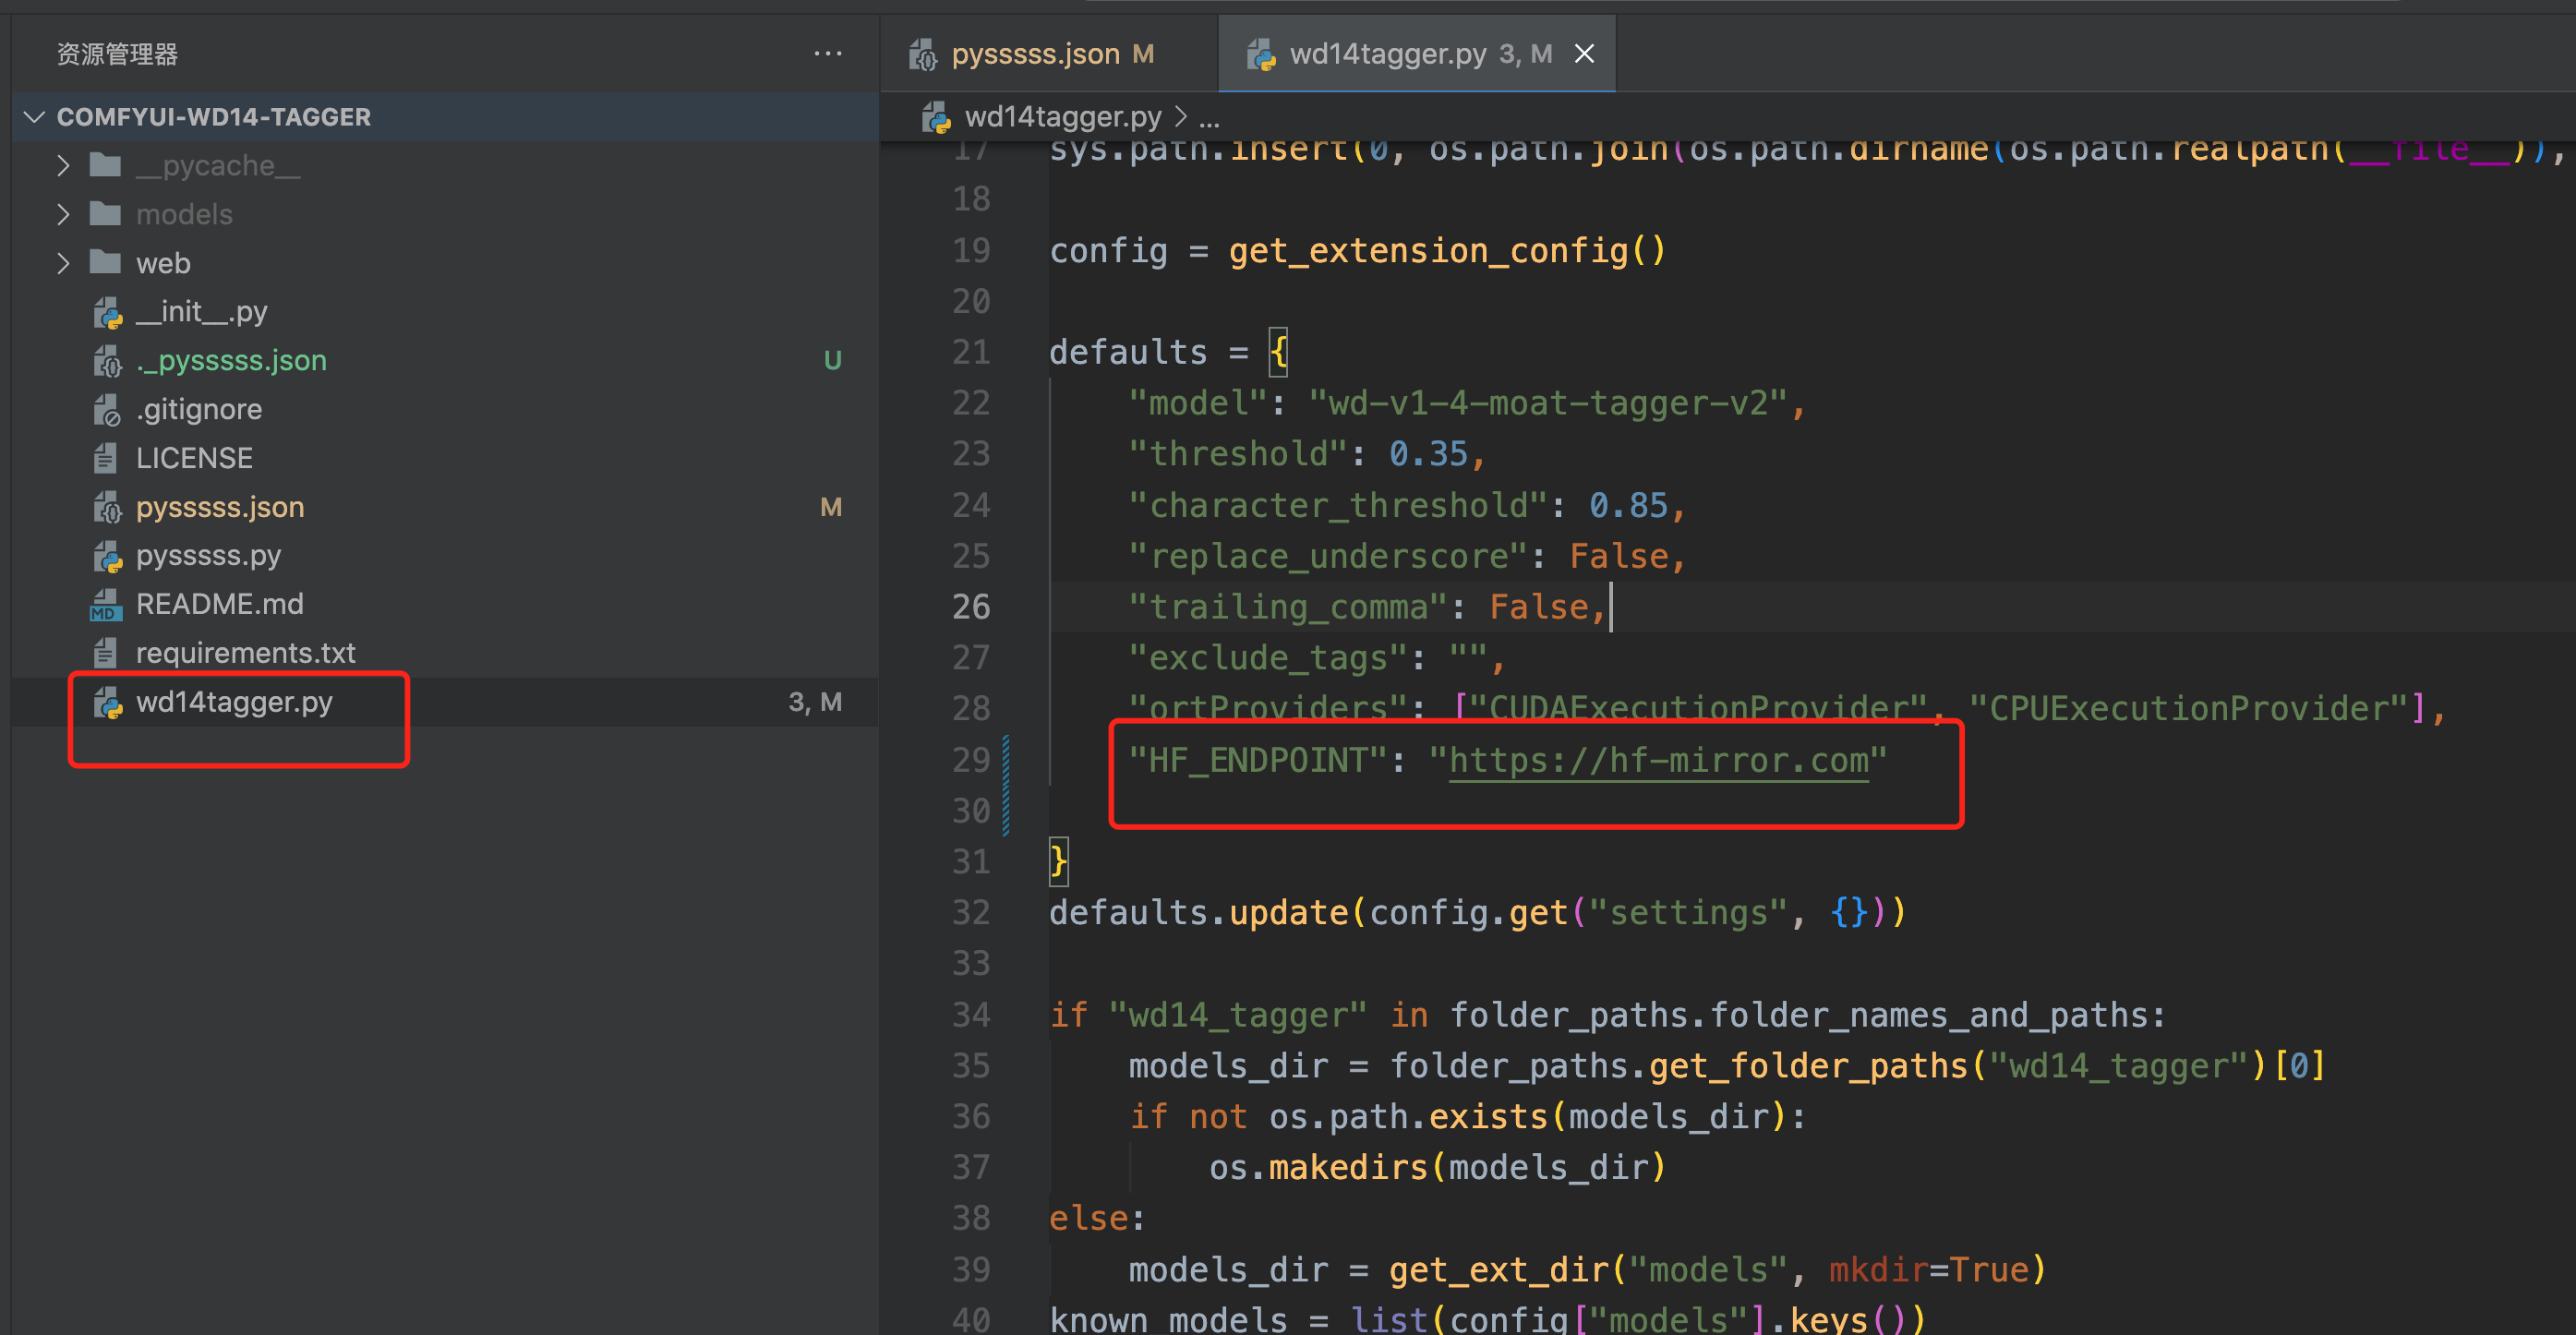 资源管理器
...
COMFYUI-WD14-TAGGER
__pycache__
models
web
__init__.py
._pysssss.json U
.gitignore
LICENSE
pysssss.json M
pysssss.py
README.md
requirements.txt
wd14tagger.py 3, M
pysssss.json M
wd14tagger.py 3, M
wd14tagger.py > ...
17 sys.path.insert(0, os.path.join(os.path.dirname(os.path.realpath(__file__)),
18
19 config = get_extension_config()
20
21 defaults = {
22 "model": "wd-v1-4-moat-tagger-v2",
23 "threshold": 0.35,
24 "character_threshold": 0.85,
25 "replace_underscore": False,
26 "trailing_comma": False,
27 "exclude_tags": "",
28 "ortProviders": ["CUDAExecutionProvider", "CPUExecutionProvider"],
29 "HF_ENDPOINT": "https://hf-mirror.com"
30
31 }
32 defaults.update(config.get("settings", {}))
33
34 if "wd14_tagger" in folder_paths.folder_names_and_paths:
35 models_dir = folder_paths.get_folder_paths("wd14_tagger")[0]
36 if not os.path.exists(models_dir):
37 os.makedirs(models_dir)
38 else:
39 models_dir = get_ext_dir("models", mkdir=True)
40 known_models = list(config["models"].keys())